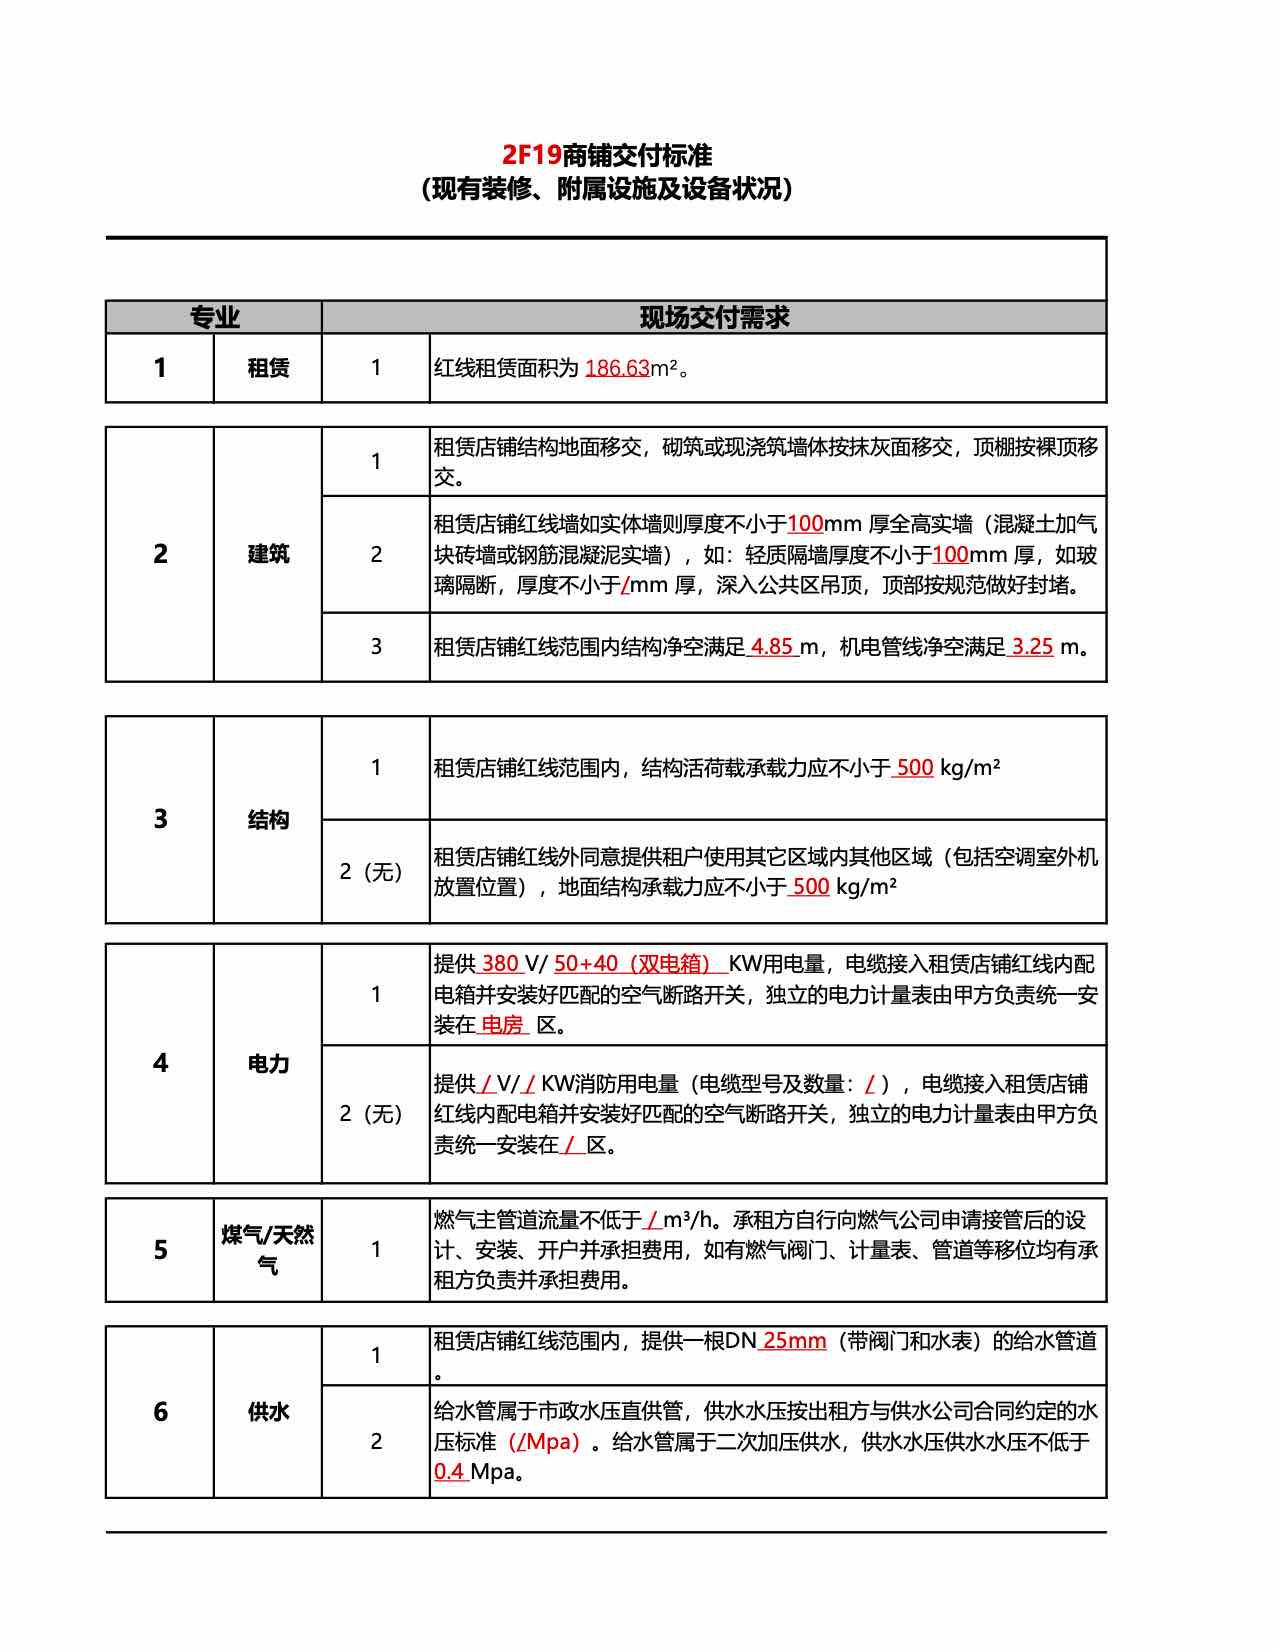 2F19商铺交付标准
（现有装修、附属设施及设备状况）
专业 现场交付需求
1 租赁 1 红线租赁面积为 186.63m²。
2 建筑
1
租赁店铺结构地面移交，砌筑或现浇筑墙体按抹灰面移交，顶棚按裸顶移
交。
2
租赁店铺红线墙如实体墙则厚度不小于100mm 厚全高实墙（混凝土加气
块砖墙或钢筋混凝泥实墙），如：轻质隔墙厚度不小于100mm 厚，如玻
璃隔断，厚度不小于/mm 厚，深入公共区吊顶，顶部按规范做好封堵。
3 租赁店铺红线范围内结构净空满足 4.85 m，机电管线净空满足 3.25 m。
3 结构
1 租赁店铺红线范围内，结构活荷载承载力应不小于 500 kg/m²
2（无）
租赁店铺红线外同意提供租户使用其它区域内其他区域（包括空调室外机
放置位置），地面结构承载力应不小于 500 kg/m²
4 电力
1
提供 380 V/ 50+40（双电箱） KW用电量，电缆接入租赁店铺红线内配
电箱并安装好匹配的空气断路开关，独立的电力计量表由甲方负责统一安
装在 电房 区。
2（无）
提供 / V/ / KW消防用电量（电缆型号及数量：/ ），电缆接入租赁店铺
红线内配电箱并安装好匹配的空气断路开关，独立的电力计量表由甲方负
责统一安装在 / 区。
5 煤气/天然
气
1
燃气主管道流量不低于 / m³/h。承租方自行向燃气公司申请接管后的设
计、安装、开户并承担费用，如有燃气阀门、计量表、管道等移位均有承
租方负责并承担费用。
6 供水
1
租赁店铺红线范围内，提供一根DN 25mm（带阀门和水表）的给水管道
。
2
给水管属于市政水压直供管，供水水压按出租方与供水公司合同约定的水
压标准（/Mpa）。给水管属于二次加压供水，供水水压供水水压不低于
0.4 Mpa。